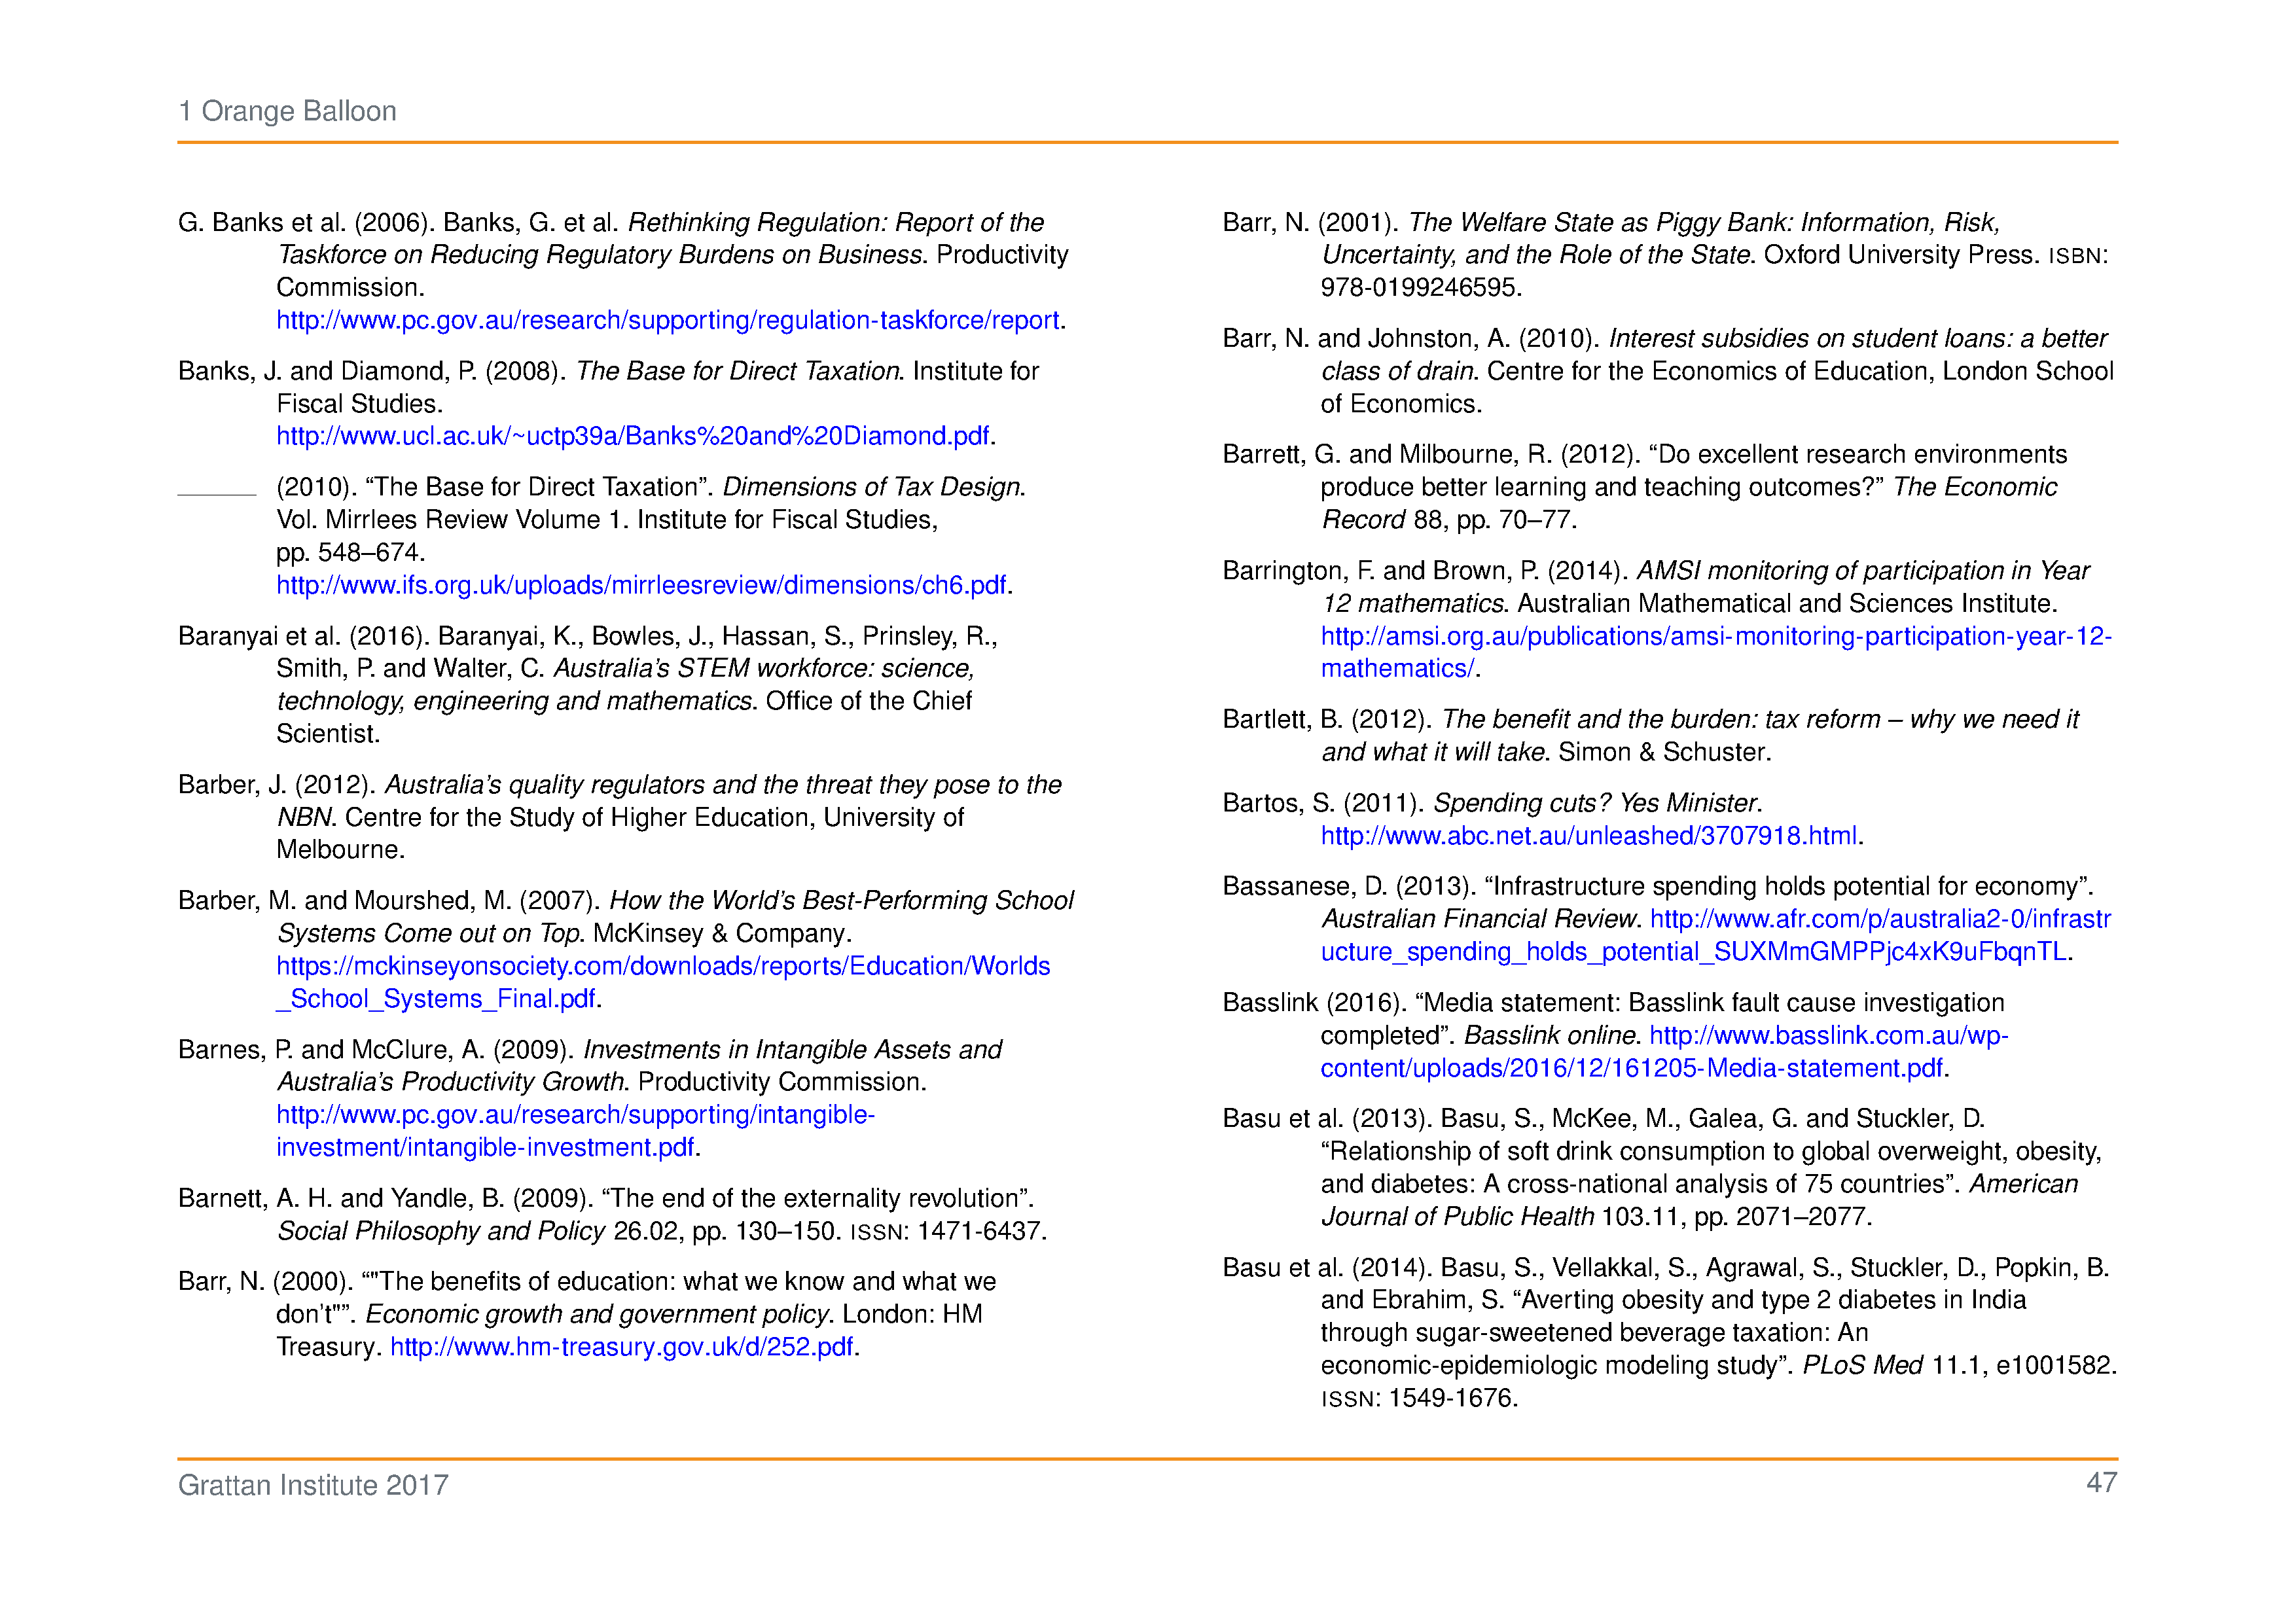 1 Orange Balloon
G. Banks et al. (2006). Banks, G. et al. Rethinking Regulation: Report of the
Taskforce on Reducing Regulatory Burdens on Business. Productivity
Commission.
http://www.pc.gov.au/research/supporting/regulation-taskforce/report.
Banks, J. and Diamond, P. (2008). The Base for Direct Taxation. Institute for
Fiscal Studies.
http://www.ucl.ac.uk/~uctp39a/Banks%20and%20Diamond.pdf.
______ (2010). “The Base for Direct Taxation”. Dimensions of Tax Design.
Vol. Mirrlees Review Volume 1. Institute for Fiscal Studies,
pp. 548–674.
http://www.ifs.org.uk/uploads/mirrleesreview/dimensions/ch6.pdf.
Baranyai et al. (2016). Baranyai, K., Bowles, J., Hassan, S., Prinsley, R.,
Smith, P. and Walter, C. Australia’s STEM workforce: science,
technology, engineering and mathematics. Office of the Chief
Scientist.
Barber, J. (2012). Australia’s quality regulators and the threat they pose to the
NBN. Centre for the Study of Higher Education, University of
Melbourne.
Barber, M. and Mourshed, M. (2007). How the World’s Best-Performing School
Systems Come out on Top. McKinsey & Company.
https://mckinseyonsociety.com/downloads/reports/Education/Worlds
_School_Systems_Final.pdf.
Barnes, P. and McClure, A. (2009). Investments in Intangible Assets and
Australia’s Productivity Growth. Productivity Commission.
http://www.pc.gov.au/research/supporting/intangible-
investment/intangible-investment.pdf.
Barnett, A. H. and Yandle, B. (2009). “The end of the externality revolution”.
Social Philosophy and Policy 26.02, pp. 130–150. ISSN: 1471-6437.
Barr, N. (2000). “"The benefits of education: what we know and what we
don’t"”. Economic growth and government policy. London: HM
Treasury. http://www.hm-treasury.gov.uk/d/252.pdf.
Barr, N. (2001). The Welfare State as Piggy Bank: Information, Risk,
Uncertainty, and the Role of the State. Oxford University Press. ISBN:
978-0199246595.
Barr, N. and Johnston, A. (2010). Interest subsidies on student loans: a better
class of drain. Centre for the Economics of Education, London School
of Economics.
Barrett, G. and Milbourne, R. (2012). “Do excellent research environments
produce better learning and teaching outcomes?” The Economic
Record 88, pp. 70–77.
Barrington, F. and Brown, P. (2014). AMSI monitoring of participation in Year
12 mathematics. Australian Mathematical and Sciences Institute.
http://amsi.org.au/publications/amsi-monitoring-participation-year-12-
mathematics/.
Bartlett, B. (2012). The benefit and the burden: tax reform – why we need it
and what it will take. Simon & Schuster.
Bartos, S. (2011). Spending cuts? Yes Minister.
http://www.abc.net.au/unleashed/3707918.html.
Bassanese, D. (2013). “Infrastructure spending holds potential for economy”.
Australian Financial Review. http://www.afr.com/p/australia2-0/infrastr
ucture_spending_holds_potential_SUXMmGMPPjc4xK9uFbqnTL.
Basslink (2016). “Media statement: Basslink fault cause investigation
completed”. Basslink online. http://www.basslink.com.au/wp-
content/uploads/2016/12/161205-Media-statement.pdf.
Basu et al. (2013). Basu, S., McKee, M., Galea, G. and Stuckler, D.
“Relationship of soft drink consumption to global overweight, obesity,
and diabetes: A cross-national analysis of 75 countries”. American
Journal of Public Health 103.11, pp. 2071–2077.
Basu et al. (2014). Basu, S., Vellakkal, S., Agrawal, S., Stuckler, D., Popkin, B.
and Ebrahim, S. “Averting obesity and type 2 diabetes in India
through sugar-sweetened beverage taxation: An
economic-epidemiologic modeling study”. PLoS Med 11.1, e1001582.
ISSN: 1549-1676.
Grattan Institute 2017
47